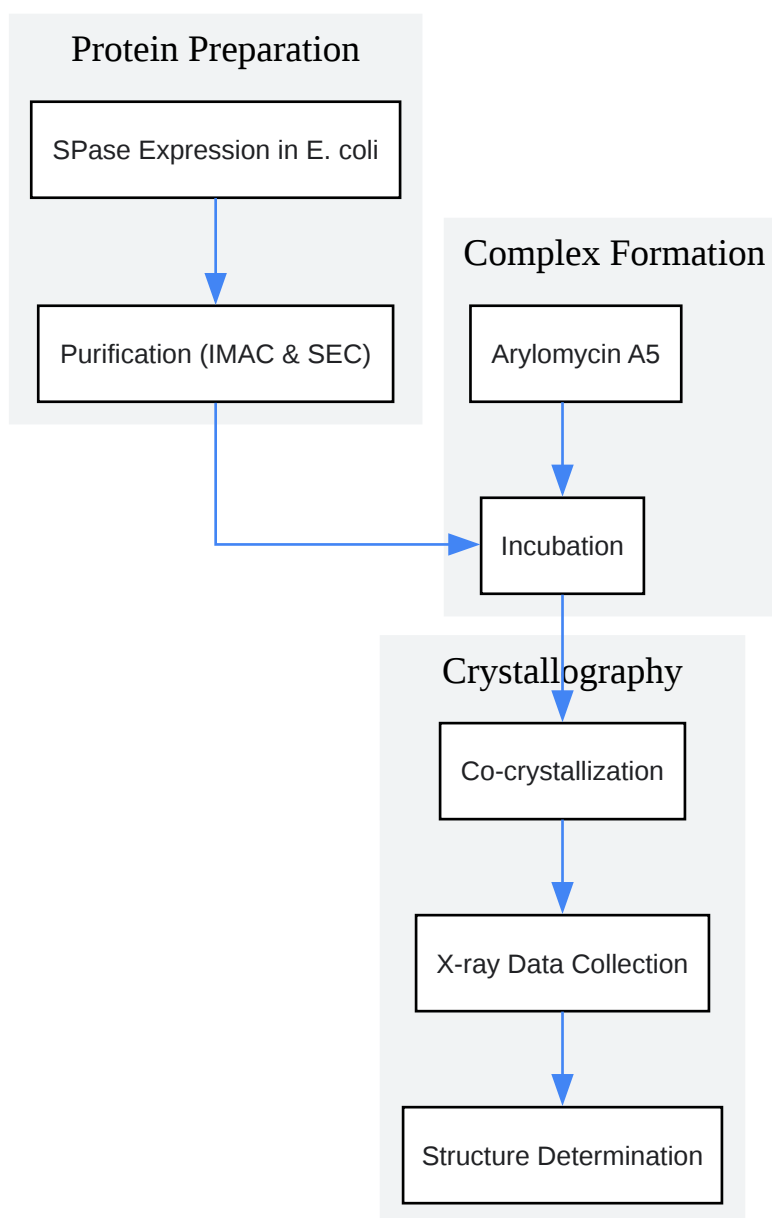 Protein Preparation
SPase Expression in E. coli
Purification (IMAC & SEC)
Complex Formation
Arylomycin A5
Incubation
Crystallography
Co-crystallization
X-ray Data Collection
Structure Determination